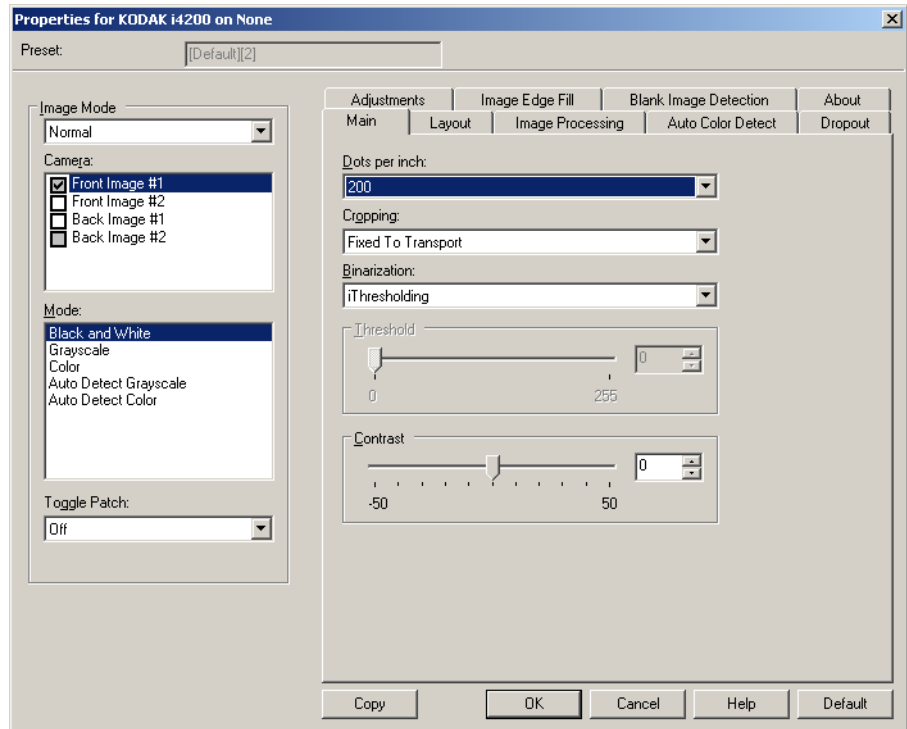 Properties for KODAK i4200 on None
Preset:
[Default][2]
Image Mode
Normal
Camera:
Front Image #1
Front Image #2
Back Image #1
Back Image #2
Mode:
Black and White
Grayscale
Color
Auto Detect Grayscale
Auto Detect Color
Toggle Patch:
Off
Adjustments Image Edge Fill Blank Image Detection About
Main Layout Image Processing Auto Color Detect Dropout
Dots per inch:
200
Cropping:
Fixed To Transport
Binarization:
iThresholding
Threshold
0
0 255
Contrast
0
-50 50
Copy OK Cancel Help Default